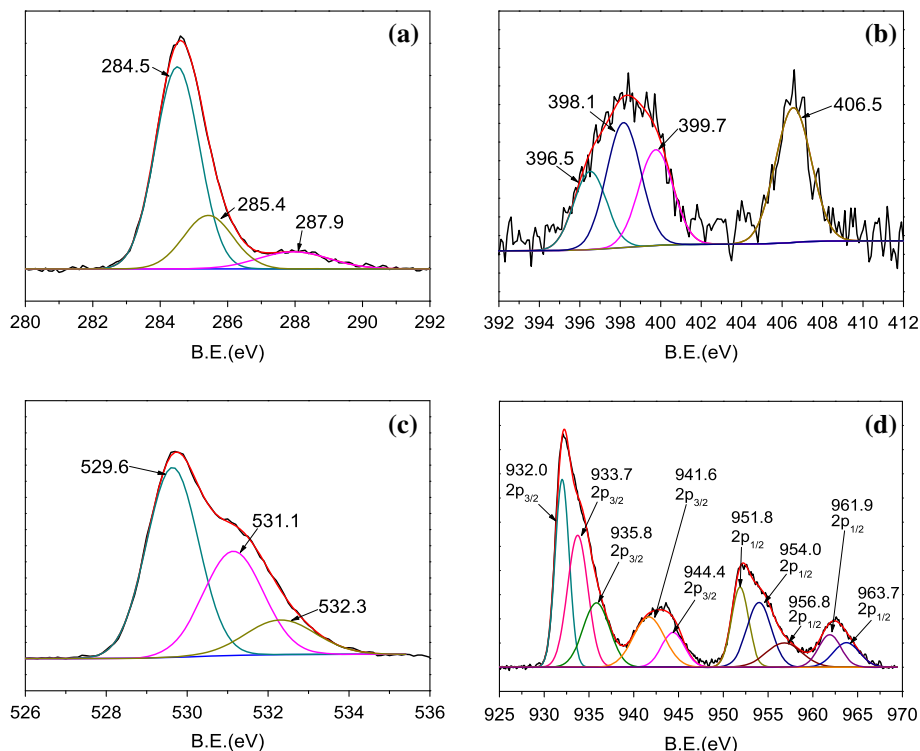 (a)
284.5
285.4
287.9
280 282 284 286 288 290 292
B.E.(eV)
(b)
398.1
399.7
406.5
396.5
392 394 396 398 400 402 404 406 408 410 412
B.E.(eV)
(c)
529.6
531.1
532.3
526 528 530 532 534 536
B.E.(eV)
(d)
932.0
2p3/2
933.7
2p3/2
935.8
2p3/2
941.6
2p3/2
944.4
2p3/2
951.8
2p1/2
954.0
2p1/2
956.8
2p1/2
961.9
2p1/2
963.7
2p1/2
925 930 935 940 945 950 955 960 965 970
B.E.(eV)